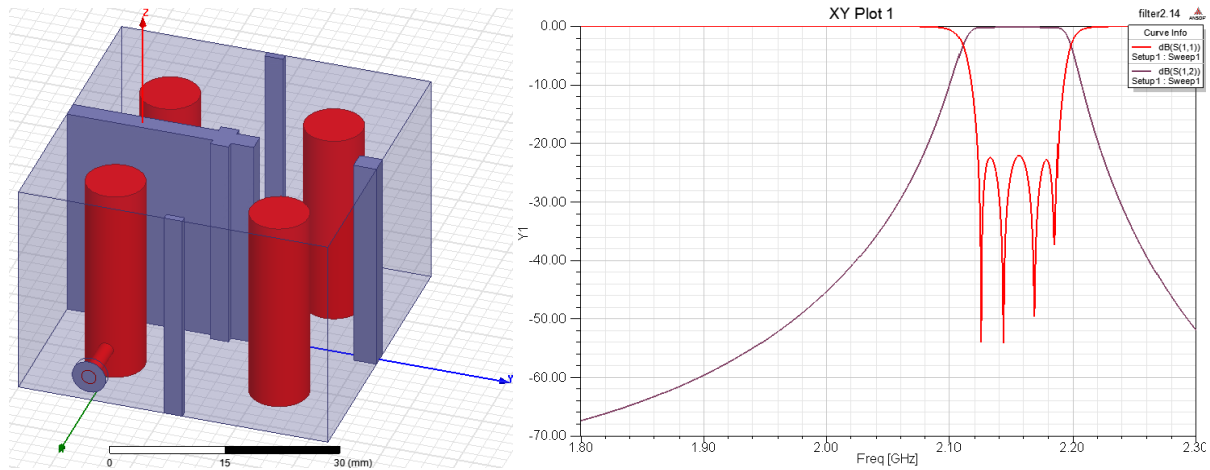 Z
Y
0
15
30 (mm)
XY Plot 1
filter2.14
ANSOFT
Curve Info
dB(S(1,1))
Setup1 : Sweep1
dB(S(1,2))
Setup1 : Sweep1
0.00
-10.00
-20.00
-30.00
-40.00
-50.00
-60.00
-70.00
Y1
1.80
1.90
2.00
2.10
2.20
2.30
Freq [GHz]